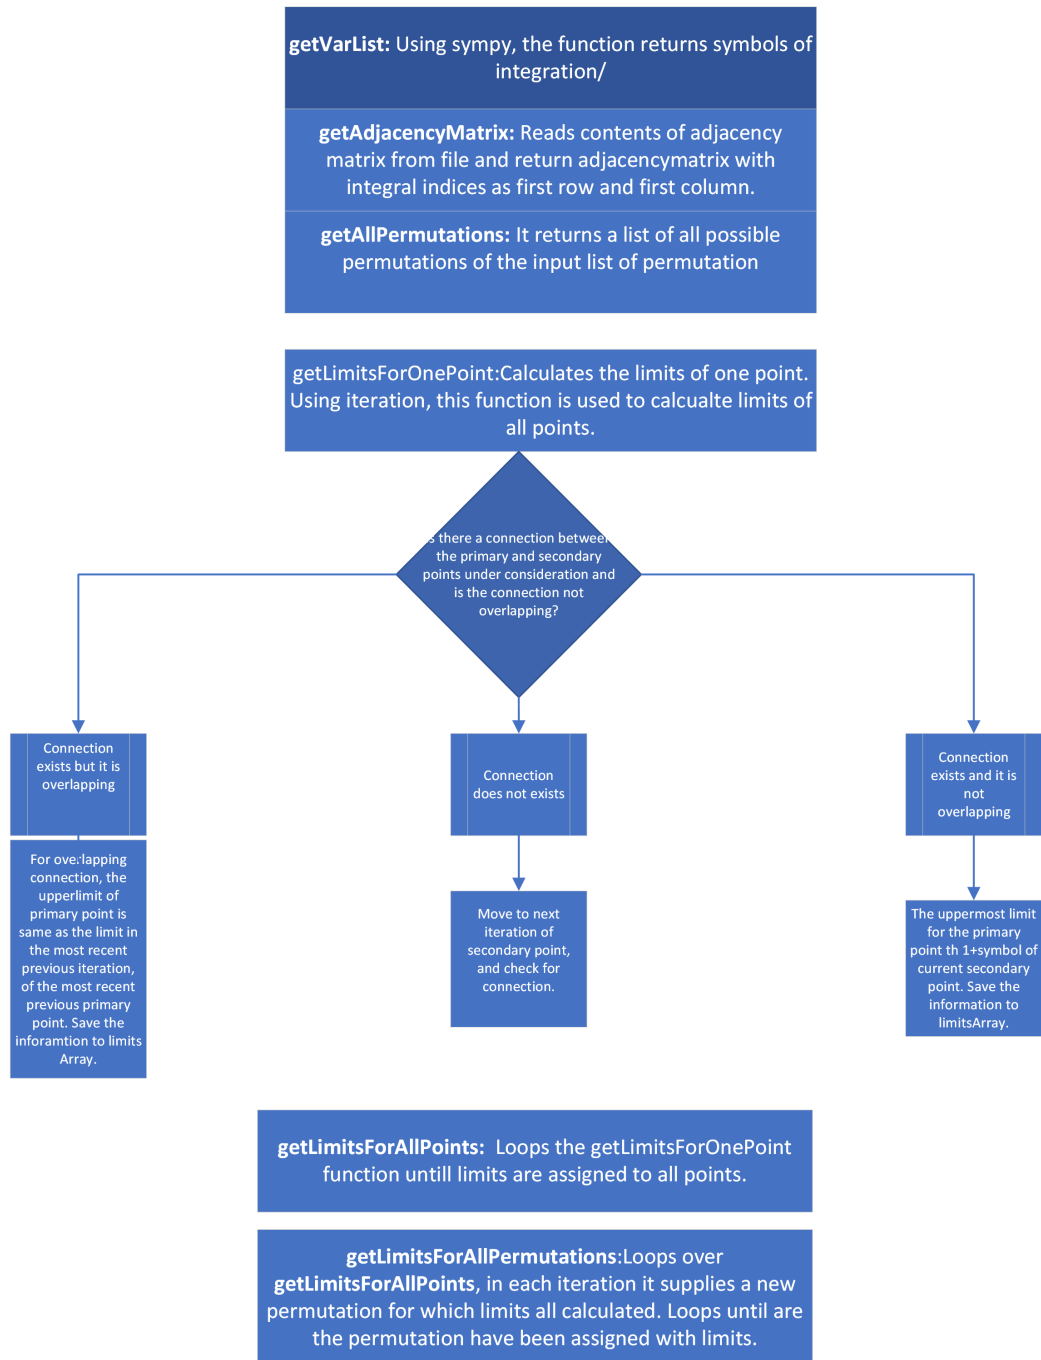 getVarList: Using sympy, the function returns symbols of
integration/
getAdjacencyMatrix: Reads contents of adjacency
matrix from file and return adjacencymatrix with
integral indices as first row and first column.
getAllPermutations: It returns a list of all possible
permutations of the input list of permutation
getLimitsForOnePoint:Calculates the limits of one point.
Using iteration, this function is used to calcualte limits of
all points.
s there a connection between
the primary and secondary
points under consideration and
is the connection not
overlapping?
Connection
exists but it is
overlapping
For overlapping
connection, the
upperlimit of
primary point is
same as the limit in
the most recent
previous iteration,
of the most recent
previous primary
point. Save the
inforamtion to limits
Array.
Connection
does not exists
Move to next
iteration of
secondary point,
and check for
connection.
Connection
exists and it is
not
overlapping
The uppermost limit
for the primary
point th 1+symbol of
current secondary
point. Save the
information to
limitsArray.
getLimitsForAllPoints: Loops the getLimitsForOnePoint
function untill limits are assigned to all points.
getLimitsForAllPermutations:Loops over
getLimitsForAllPoints, in each iteration it supplies a new
permutation for which limits all calculated. Loops until are
the permutation have been assigned with limits.